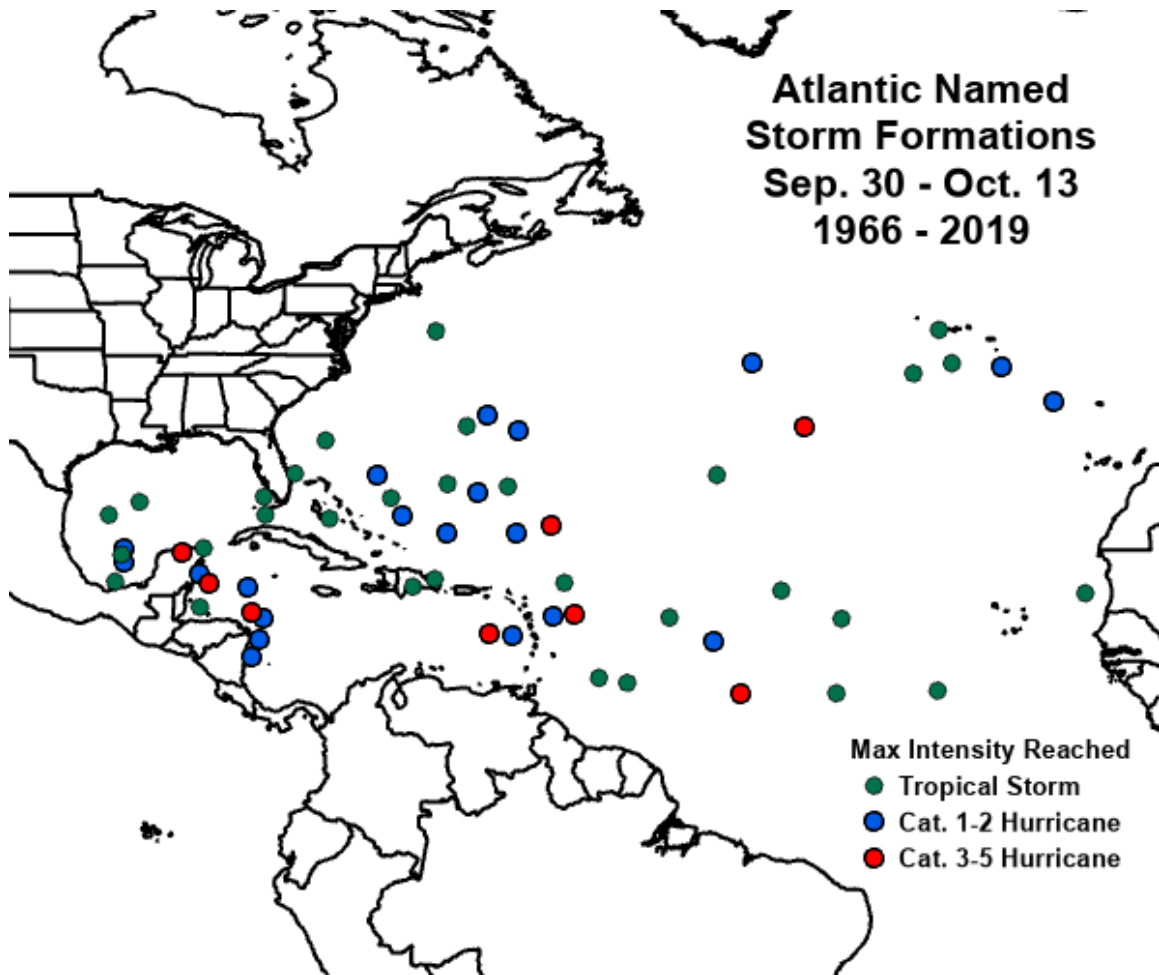 Atlantic Named
Storm Formations
Sep. 30 - Oct. 13
1966 - 2019
Max Intensity Reached
Tropical Storm
Cat. 1-2 Hurricane
Cat. 3-5 Hurricane